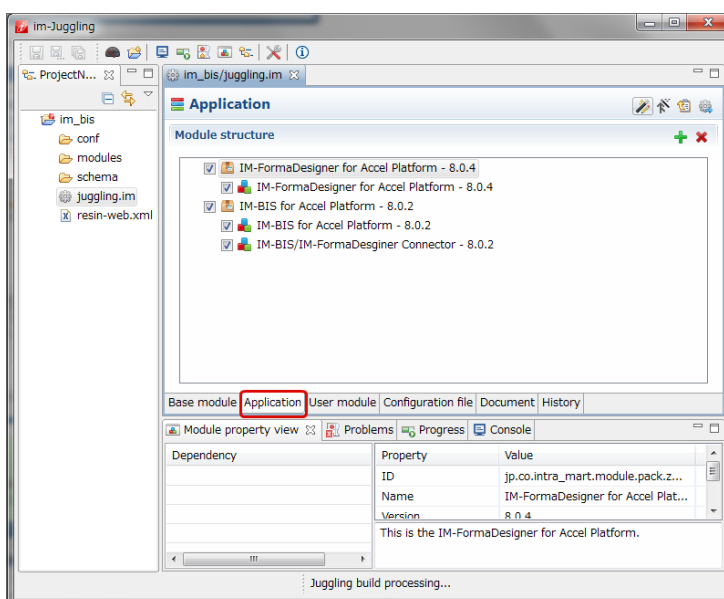 im-Juggling
ProjectN...
im_bis/juggling.im
im_bis
conf
modules
schema
juggling.im
resin-web.xml
Application
Module structure
IM-FormaDesigner for Accel Platform - 8.0.4
IM-FormaDesigner for Accel Platform - 8.0.4
IM-BIS for Accel Platform - 8.0.2
IM-BIS for Accel Platform - 8.0.2
IM-BIS/IM-FormaDesginer Connector - 8.0.2
Base module Application User module Configuration file Document History
Module property view Problems Progress Console
Dependency Property Value
ID jp.co.intra_mart.module.pack.z...
Name IM-FormaDesigner for Accel Plat...
Version 8.0.4
This is the IM-FormaDesigner for Accel Platform.
Juggling build processing...